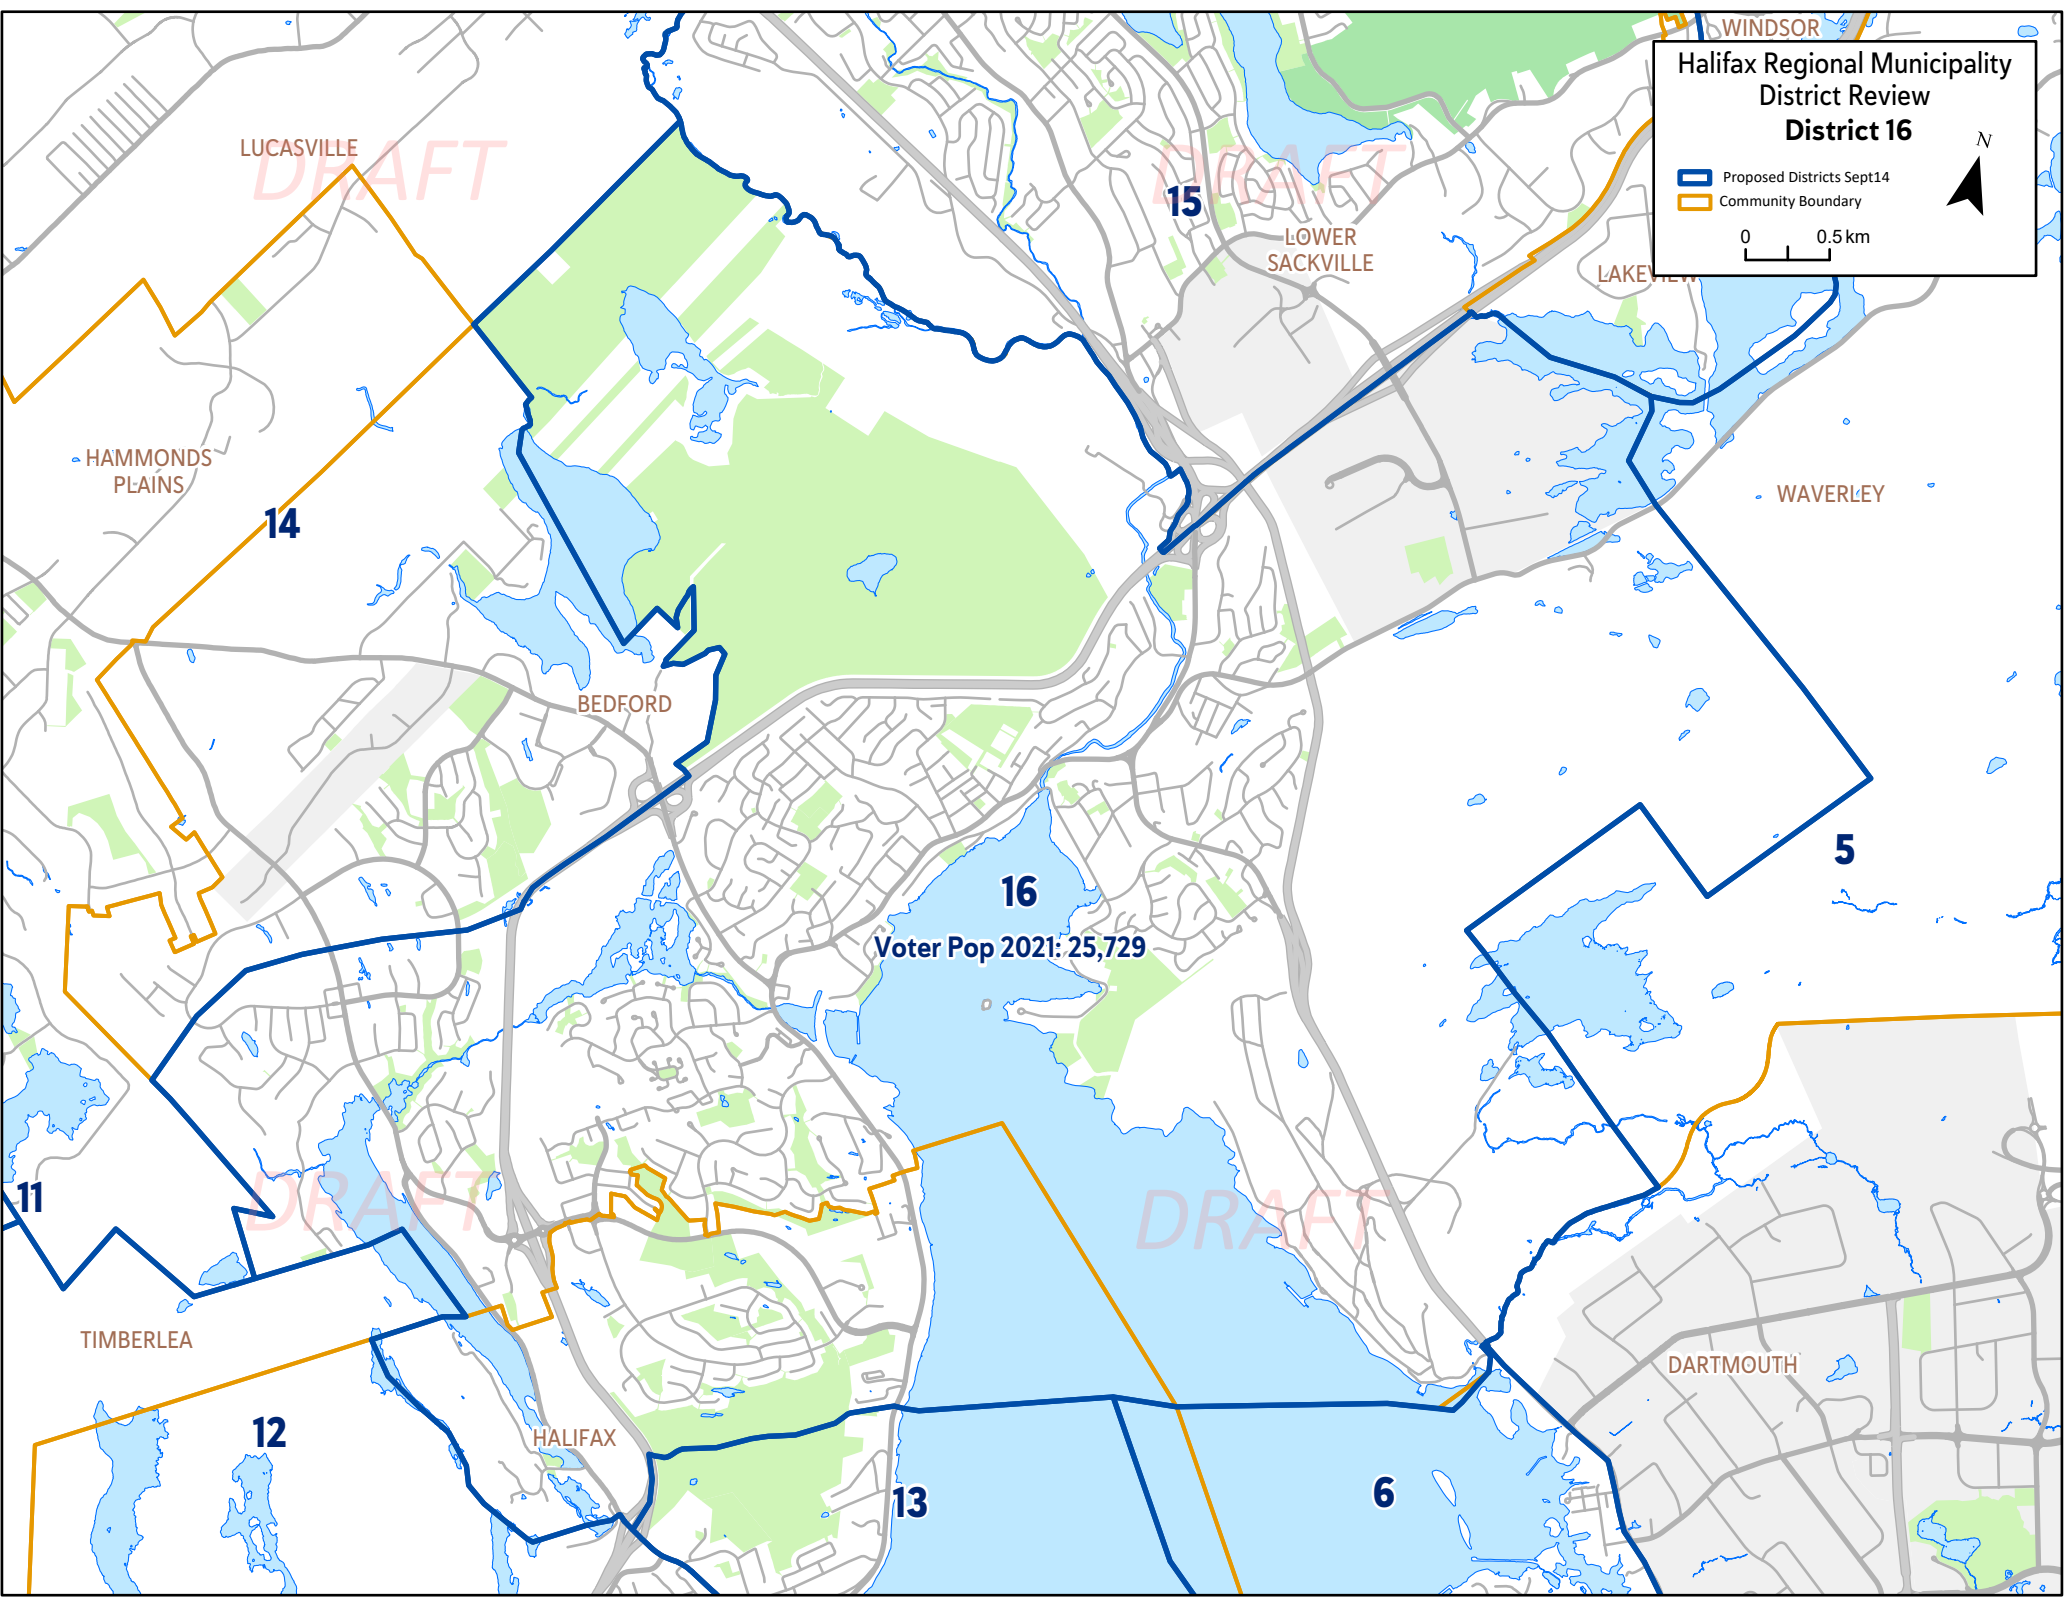 WINDSOR
Halifax Regional Municipality
District Review
District 16
N
Proposed Districts Sept14
Community Boundary
0 0.5 km
LUCASVILLE
DRAFT
DRAFT
15
LOWER
SACKVILLE
LAKEVIEW
HAMMONDS
PLAINS
14
WAVERLEY
BEDFORD
5
16
Voter Pop 2021: 25,729
11
DRAFT
DRAFT
TIMBERLEA
DARTMOUTH
12
HALIFAX
13
6